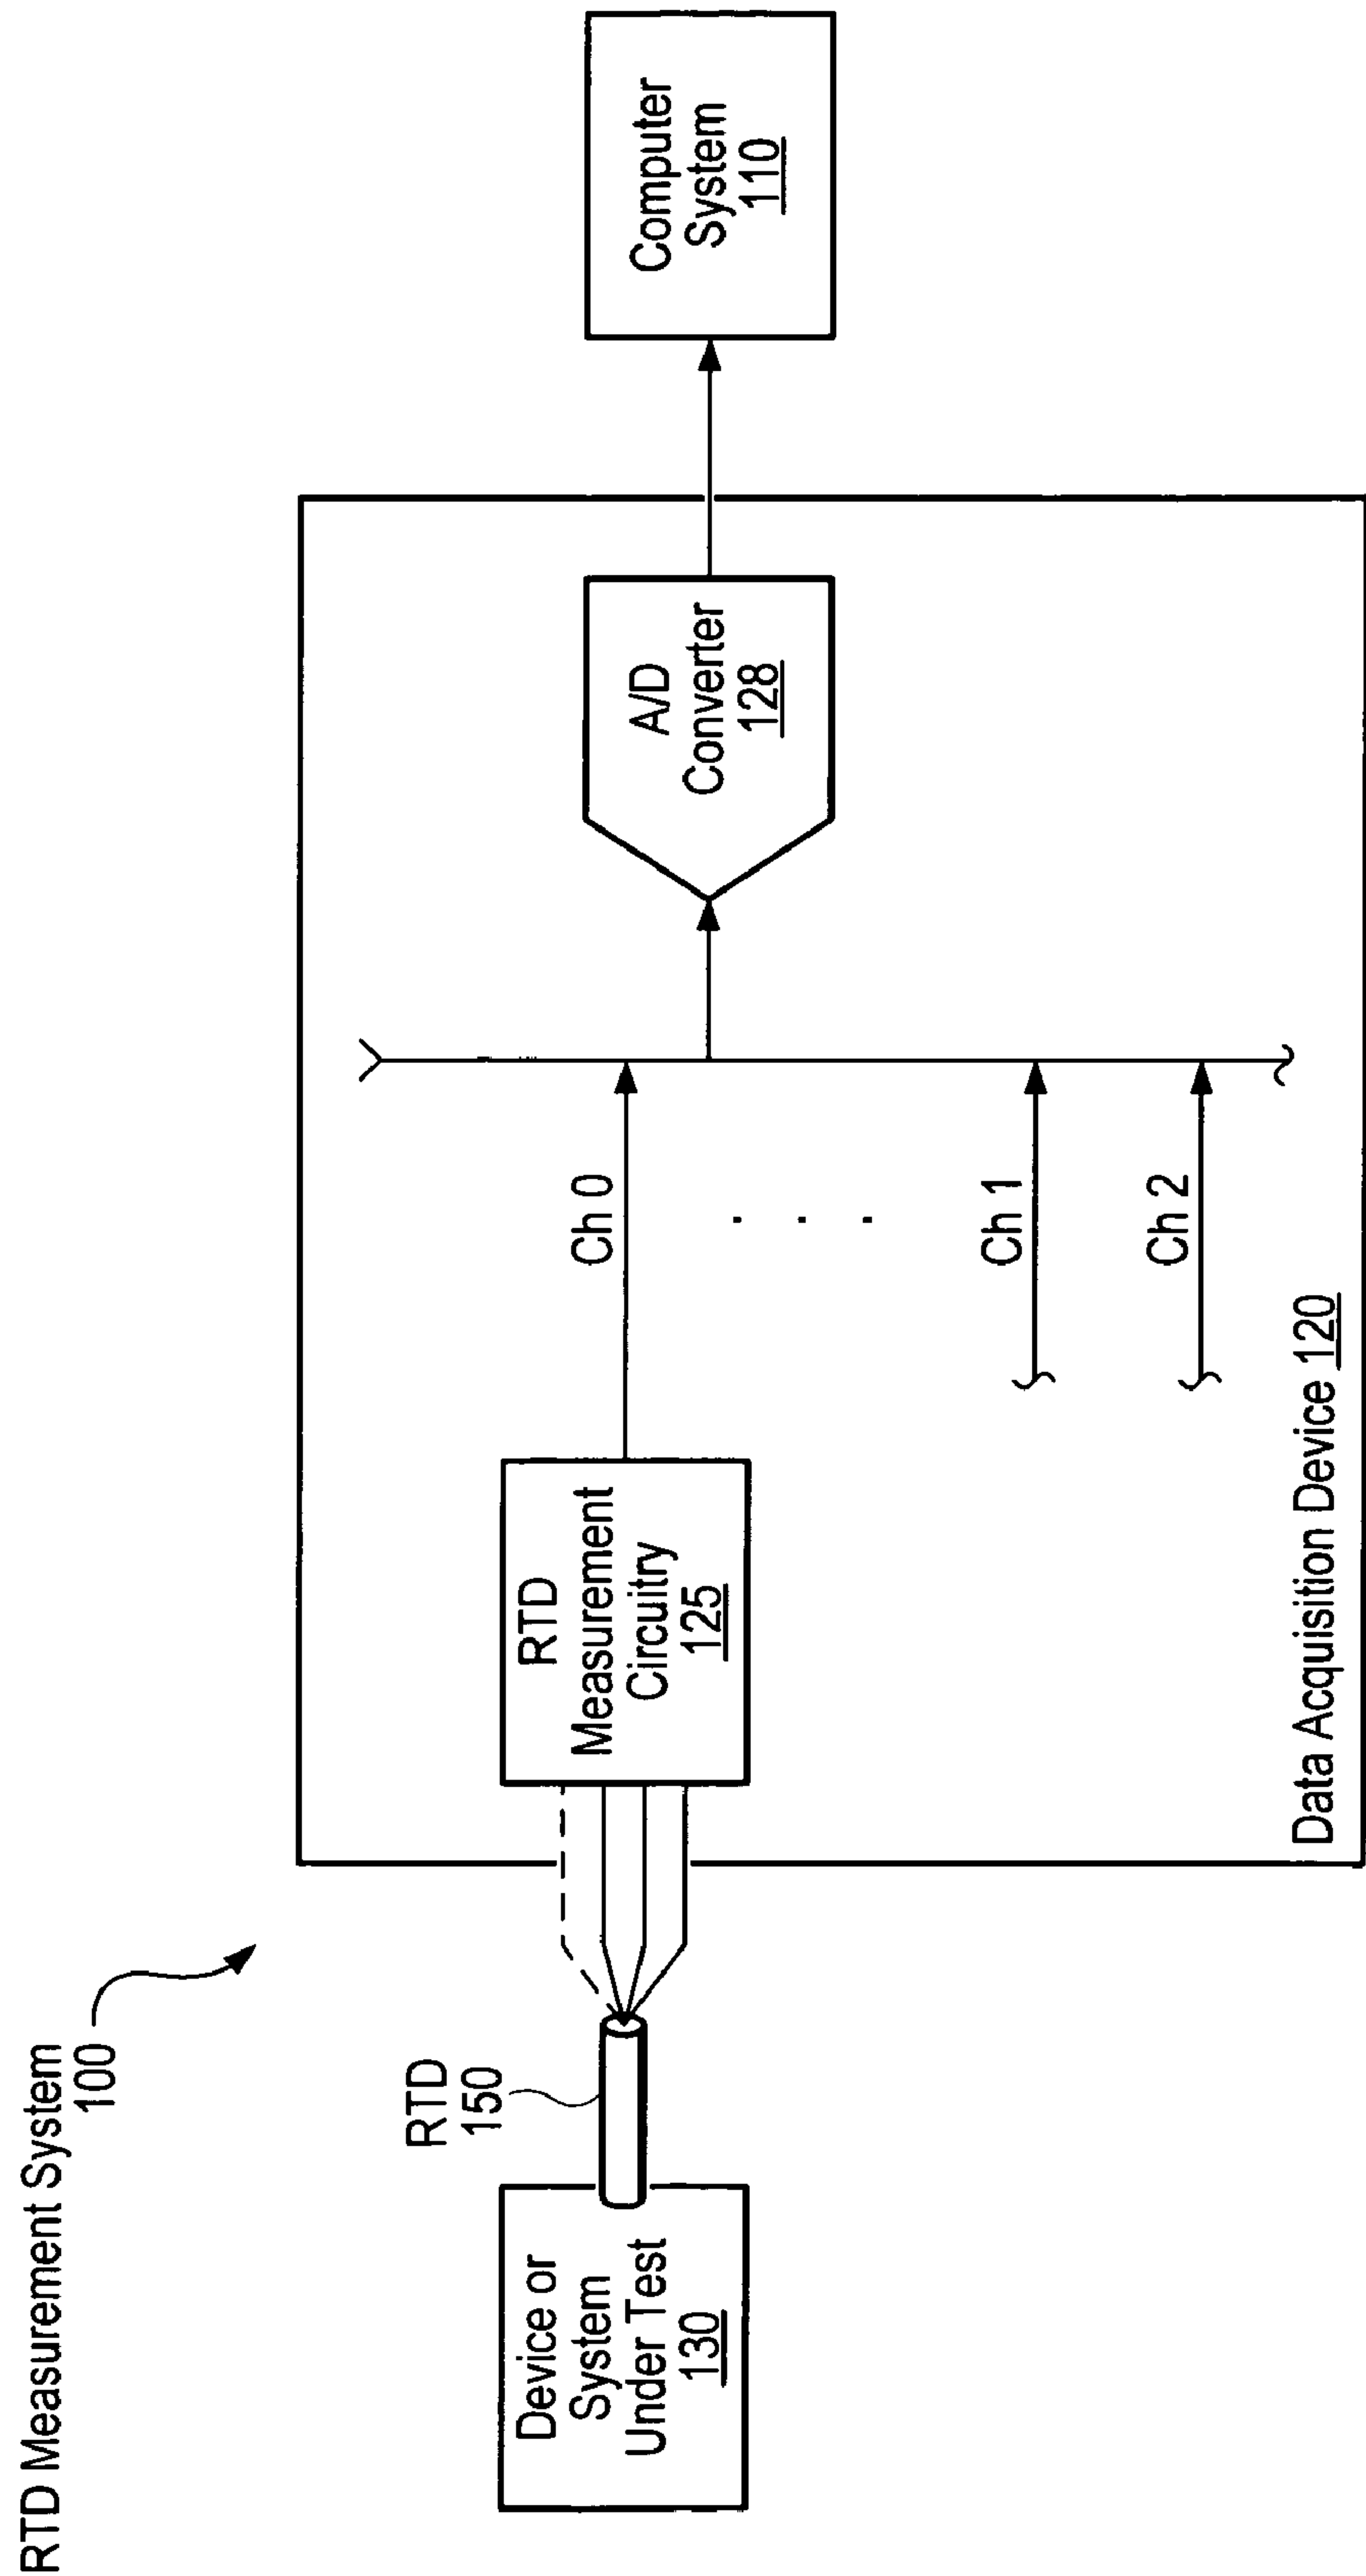 RTD Measurement System
100
Device or
System
Under Test
130
RTD
150
RTD
Measurement
Circuitry
125
Ch 0
. . .
Ch 1
Ch 2
A/D
Converter
128
Data Acquisition Device 120
Computer
System
110